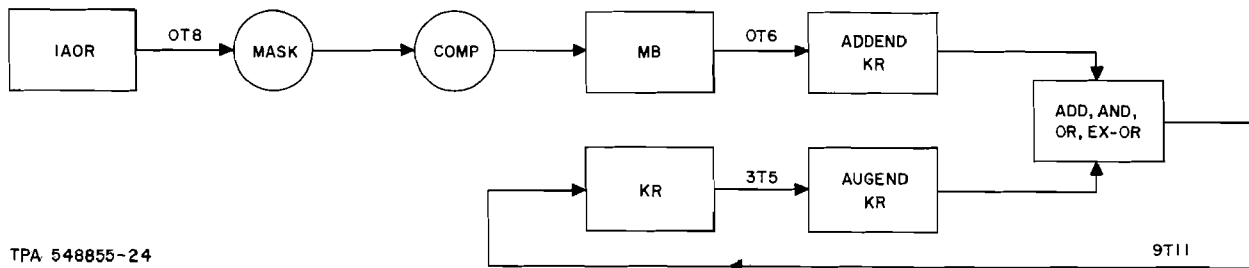 IAOR
OT8
MASK
COMP
MB
OT6
ADDEND
KR
ADD, AND,
OR, EX-OR
KR
3T5
AUGEND
KR
9T11
TPA 548855-24